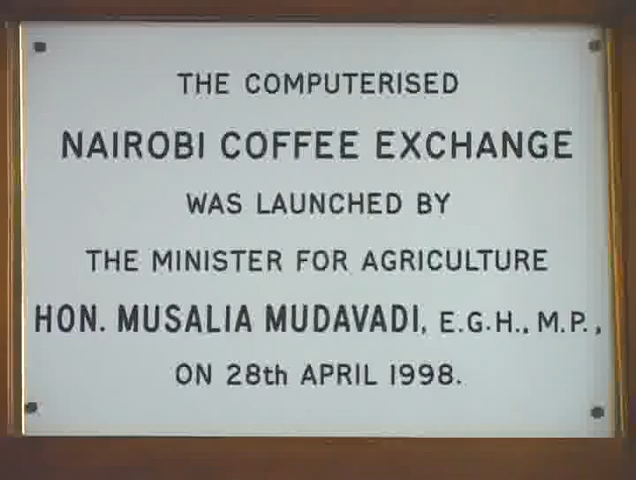 THE COMPUTERISED
NAIROBI COFFEE EXCHANGE
WAS LAUNCHED BY
THE MINISTER FOR AGRICULTURE
HON. MUSALIA MUDAVADI, E.G.H., M.P.,
ON 28th APRIL 1998.